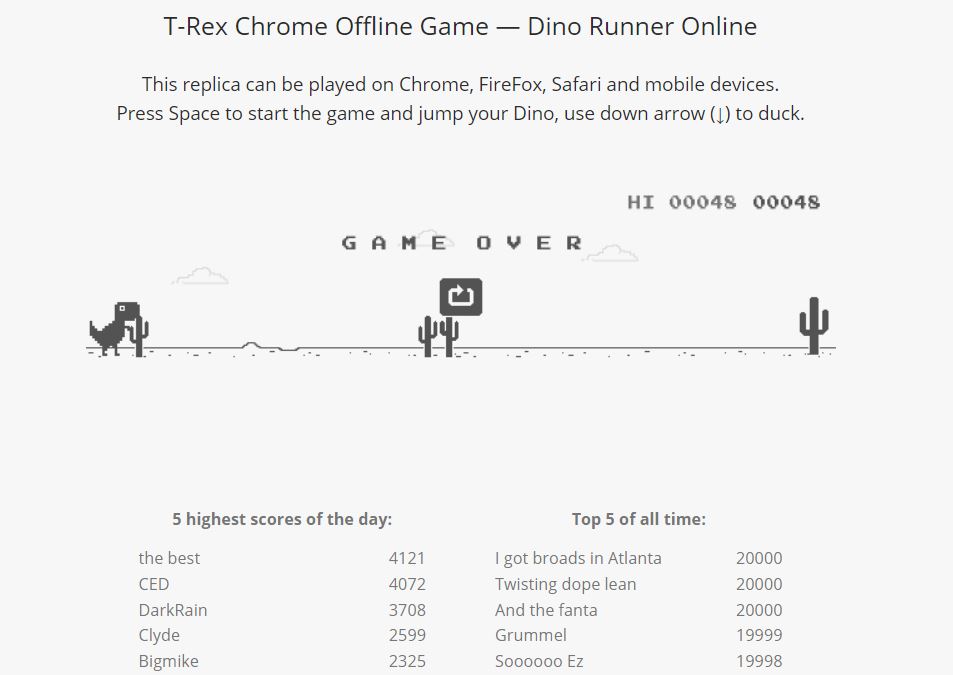 T-Rex Chrome Offline Game — Dino Runner Online
This replica can be played on Chrome, FireFox, Safari and mobile devices.
Press Space to start the game and jump your Dino, use down arrow (↓) to duck.
HI 00048 00048
GAME OVER
5 highest scores of the day:
the best 4121
CED 4072
DarkRain 3708
Clyde 2599
Bigmike 2325
Top 5 of all time:
I got broads in Atlanta 20000
Twisting dope lean 20000
And the fanta 20000
Grummel 19999
Soooooo Ez 19998